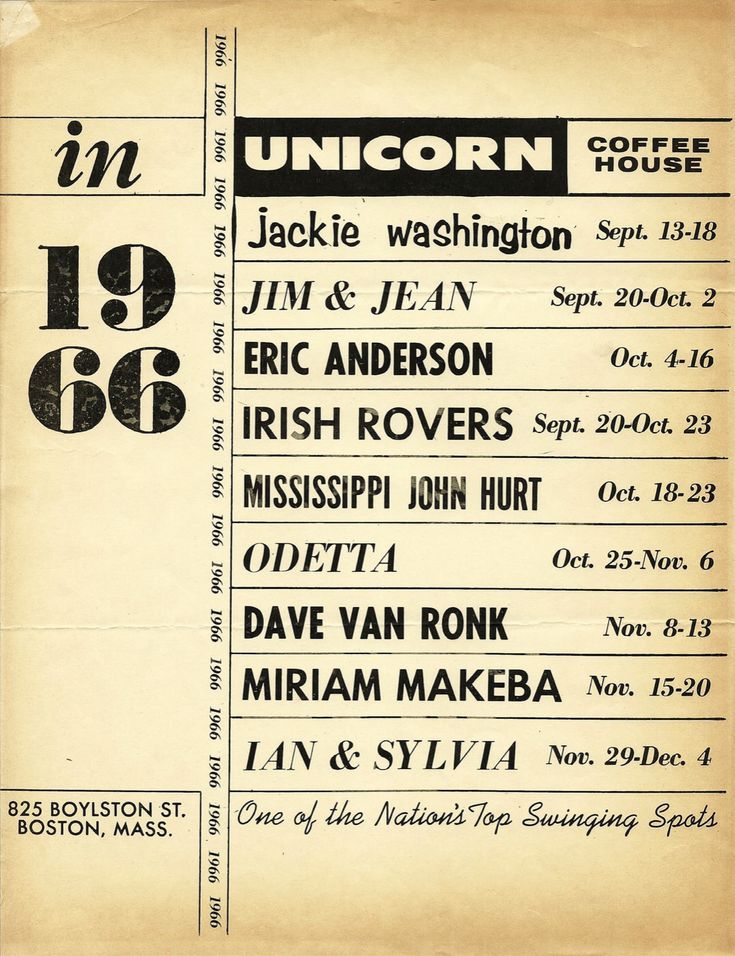 in
1966
UNICORN
COFFEE
HOUSE
jackie washington Sept. 13-18
JIM & JEAN Sept. 20-Oct. 2
ERIC ANDERSON Oct. 4-16
IRISH ROVERS Sept. 20-Oct. 23
MISSISSIPPI JOHN HURT Oct. 18-23
ODETTA Oct. 25-Nov. 6
DAVE VAN RONK Nov. 8-13
MIRIAM MAKEBA Nov. 15-20
IAN & SYLVIA Nov. 29-Dec. 4
One of the Nation's Top Swinging Spots
825 BOYLSTON ST.
BOSTON, MASS.
1966 1966 1966 1966 1966 1966 1966 1966 1966 1966 1966 1966 1966 1966 1966 1966 1966 1966 1966